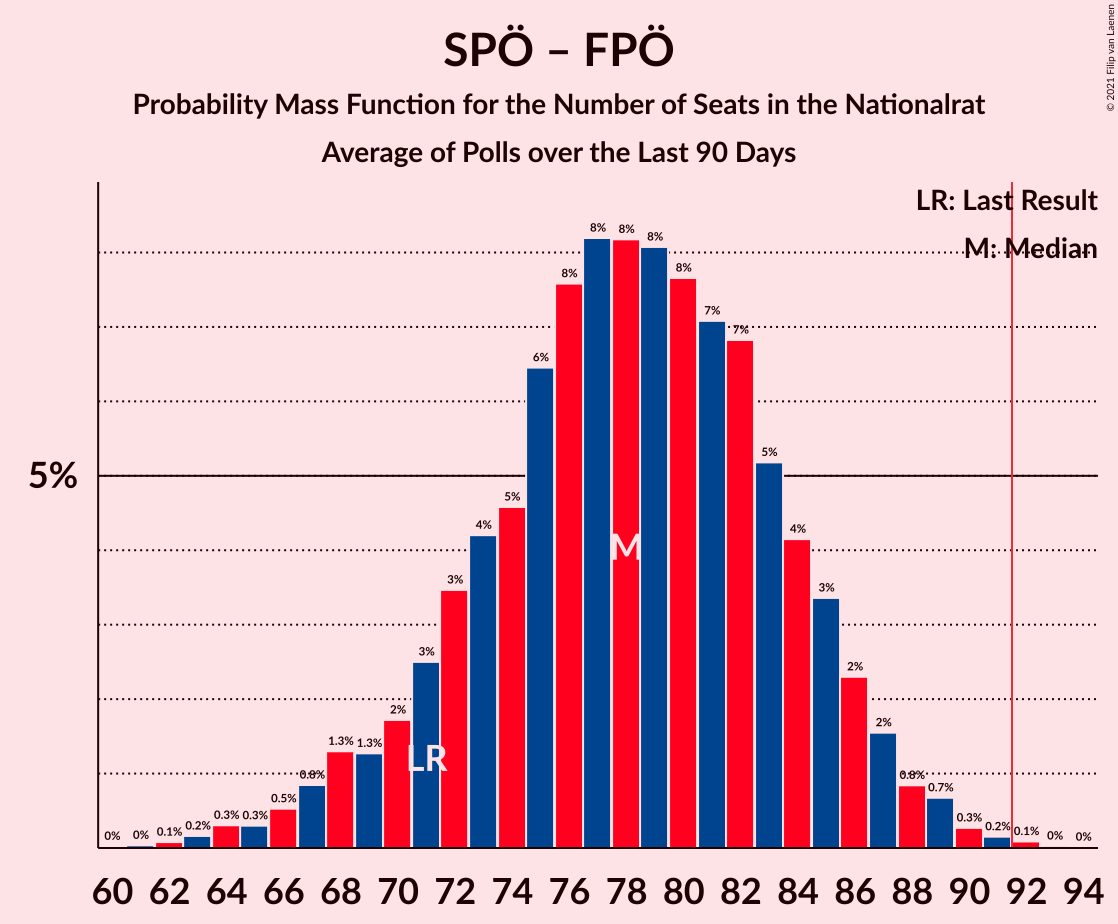 SPÖ – FPÖ
Probability Mass Function for the Number of Seats in the Nationalrat
Average of Polls over the Last 90 Days
© 2021 Filip van Laenen
LR: Last Result
M: Median
5%
0% 0% 0.1% 0.2% 0.3% 0.3% 0.5% 0.8% 1.3% 1.3% 2% 3% 3% 4% 5% 6% 8% 8% 8% 8% 8% 7% 7% 5% 4% 3% 2% 2% 0.8% 0.7% 0.3% 0.2% 0.1% 0% 0%
M
LR
60 62 64 66 68 70 72 74 76 78 80 82 84 86 88 90 92 94